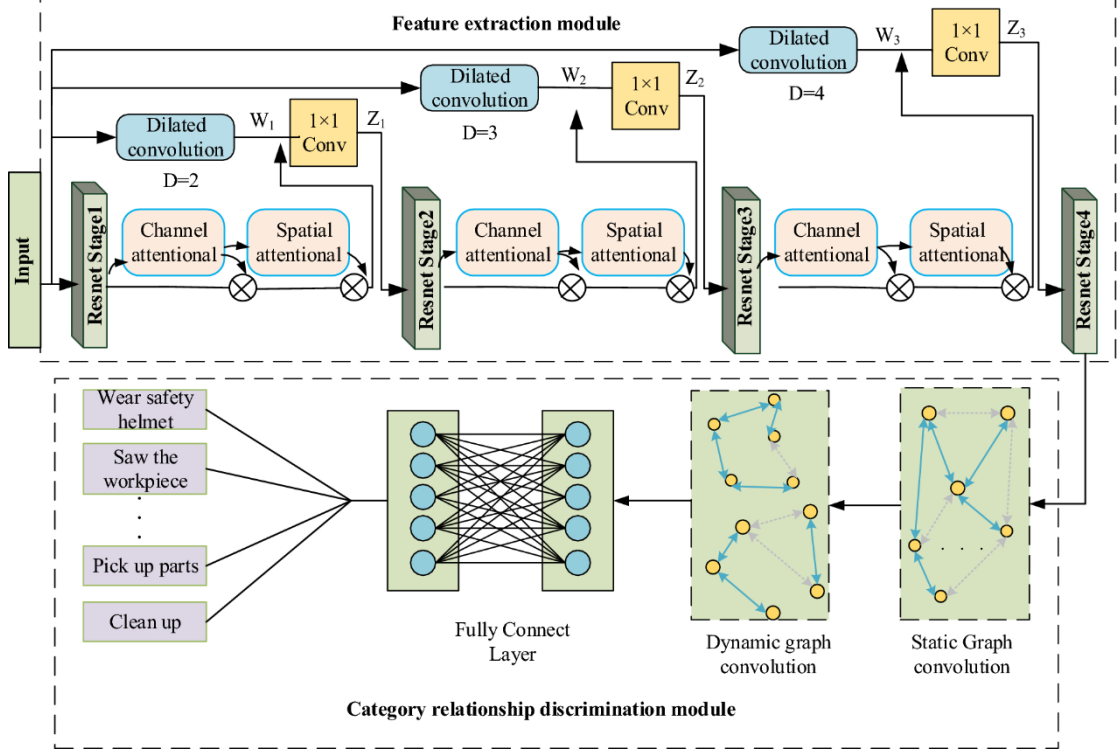 Feature extraction module
Dilated
convolution
D=4
W3
1×1
Conv
Z3
Dilated
convolution
D=3
W2
1×1
Conv
Z2
Dilated
convolution
D=2
W1
1×1
Conv
Z1
Input
Resnet Stage1
Channel
attentional
Spatial
attentional
Resnet Stage2
Channel
attentional
Spatial
attentional
Resnet Stage3
Channel
attentional
Spatial
attentional
Resnet Stage4
Wear safety
helmet
Saw the
workpiece
Pick up parts
Clean up
Fully Connect
Layer
Dynamic graph
convolution
. . . .
Static Graph
convolution
Category relationship discrimination module